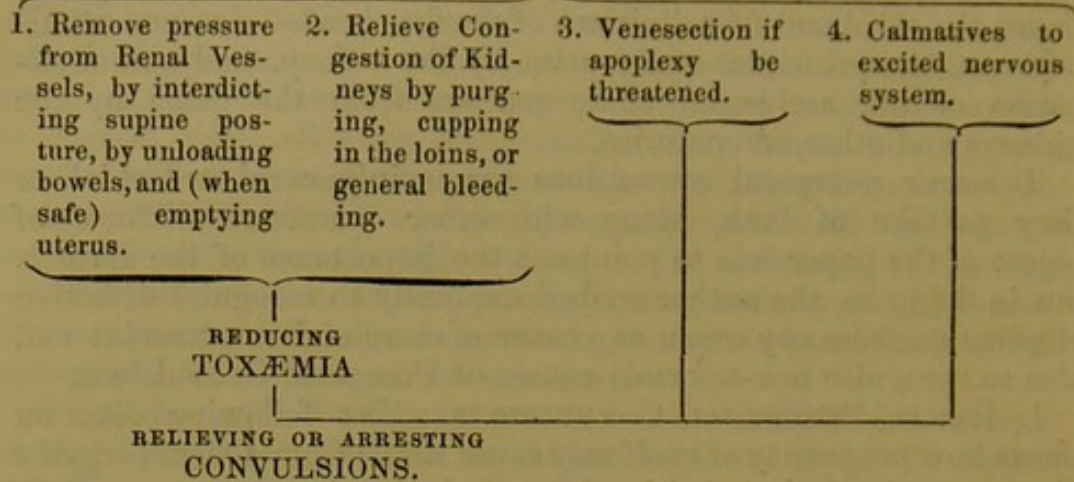 1. Remove pressure
from Renal Ves-
sels, by interdict-
ing supine pos-
ture, by unloading
bowels, and (when
safe) emptying
uterus.
2. Relieve Con-
gestion of Kid-
neys by purg-
ing, cupping
in the loins, or
general bleed-
ing.
3. Venesection if
apoplexy be
threatened.
4. Calmatives to
excited nervous
system.
REDUCING
TOXÆMIA
RELIEVING OR ARRESTING
CONVULSIONS.